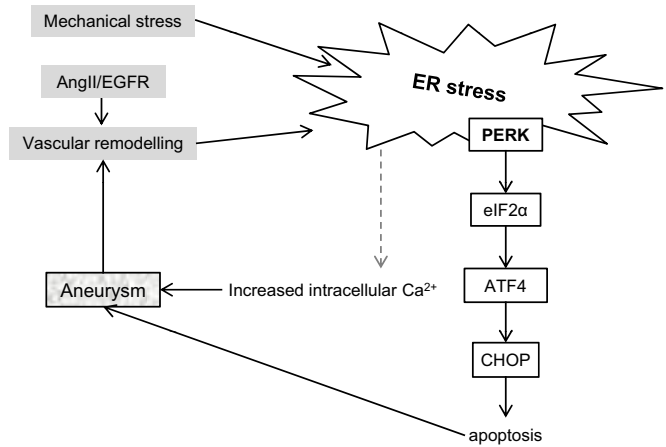 Mechanical stress
AngII/EGFR
Vascular remodelling
ER stress
PERK
eIF2α
Aneurysm
Increased intracellular Ca²⁺
ATF4
CHOP
apoptosis